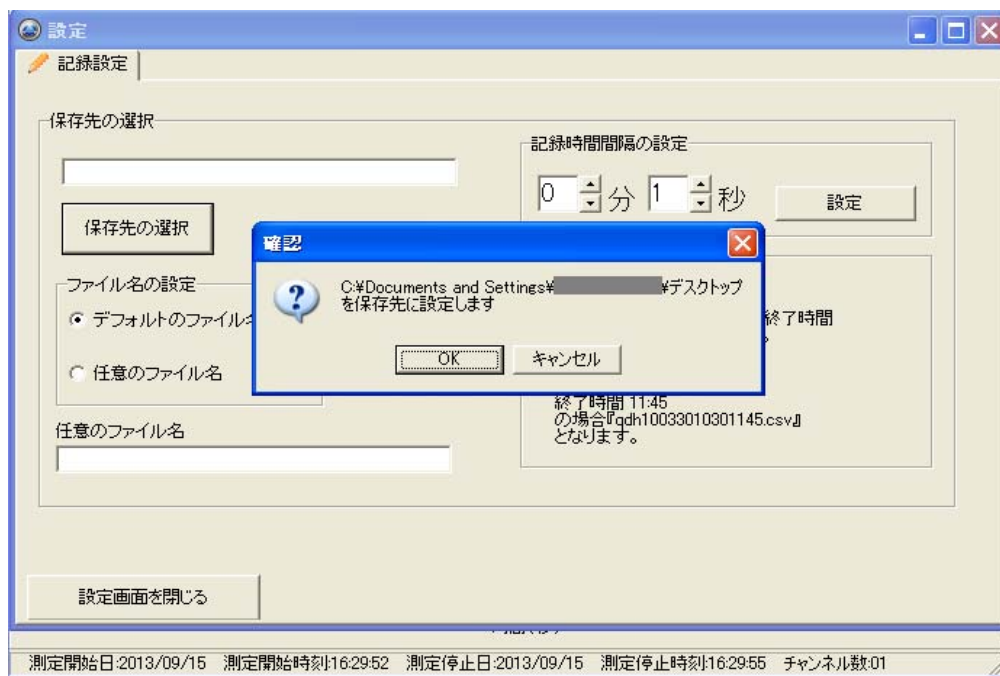 設定
記録設定
保存先の選択
保存先の選択
ファイル名の設定
デフォルトのファイル
任意のファイル名
任意のファイル名
記録時間間隔の設定
0 分 1 秒
設定
確認
C:¥Documents and Settings¥ ¥デスクトップ
を保存先に設定します
OK キャンセル
終了時間
終了時間 11:45
の場合『qdh10033010301145.csv』
となります。
設定画面を閉じる
測定開始日:2013/09/15 測定開始時刻:16:29:52 測定停止日:2013/09/15 測定停止時刻:16:29:55 チャンネル数:01